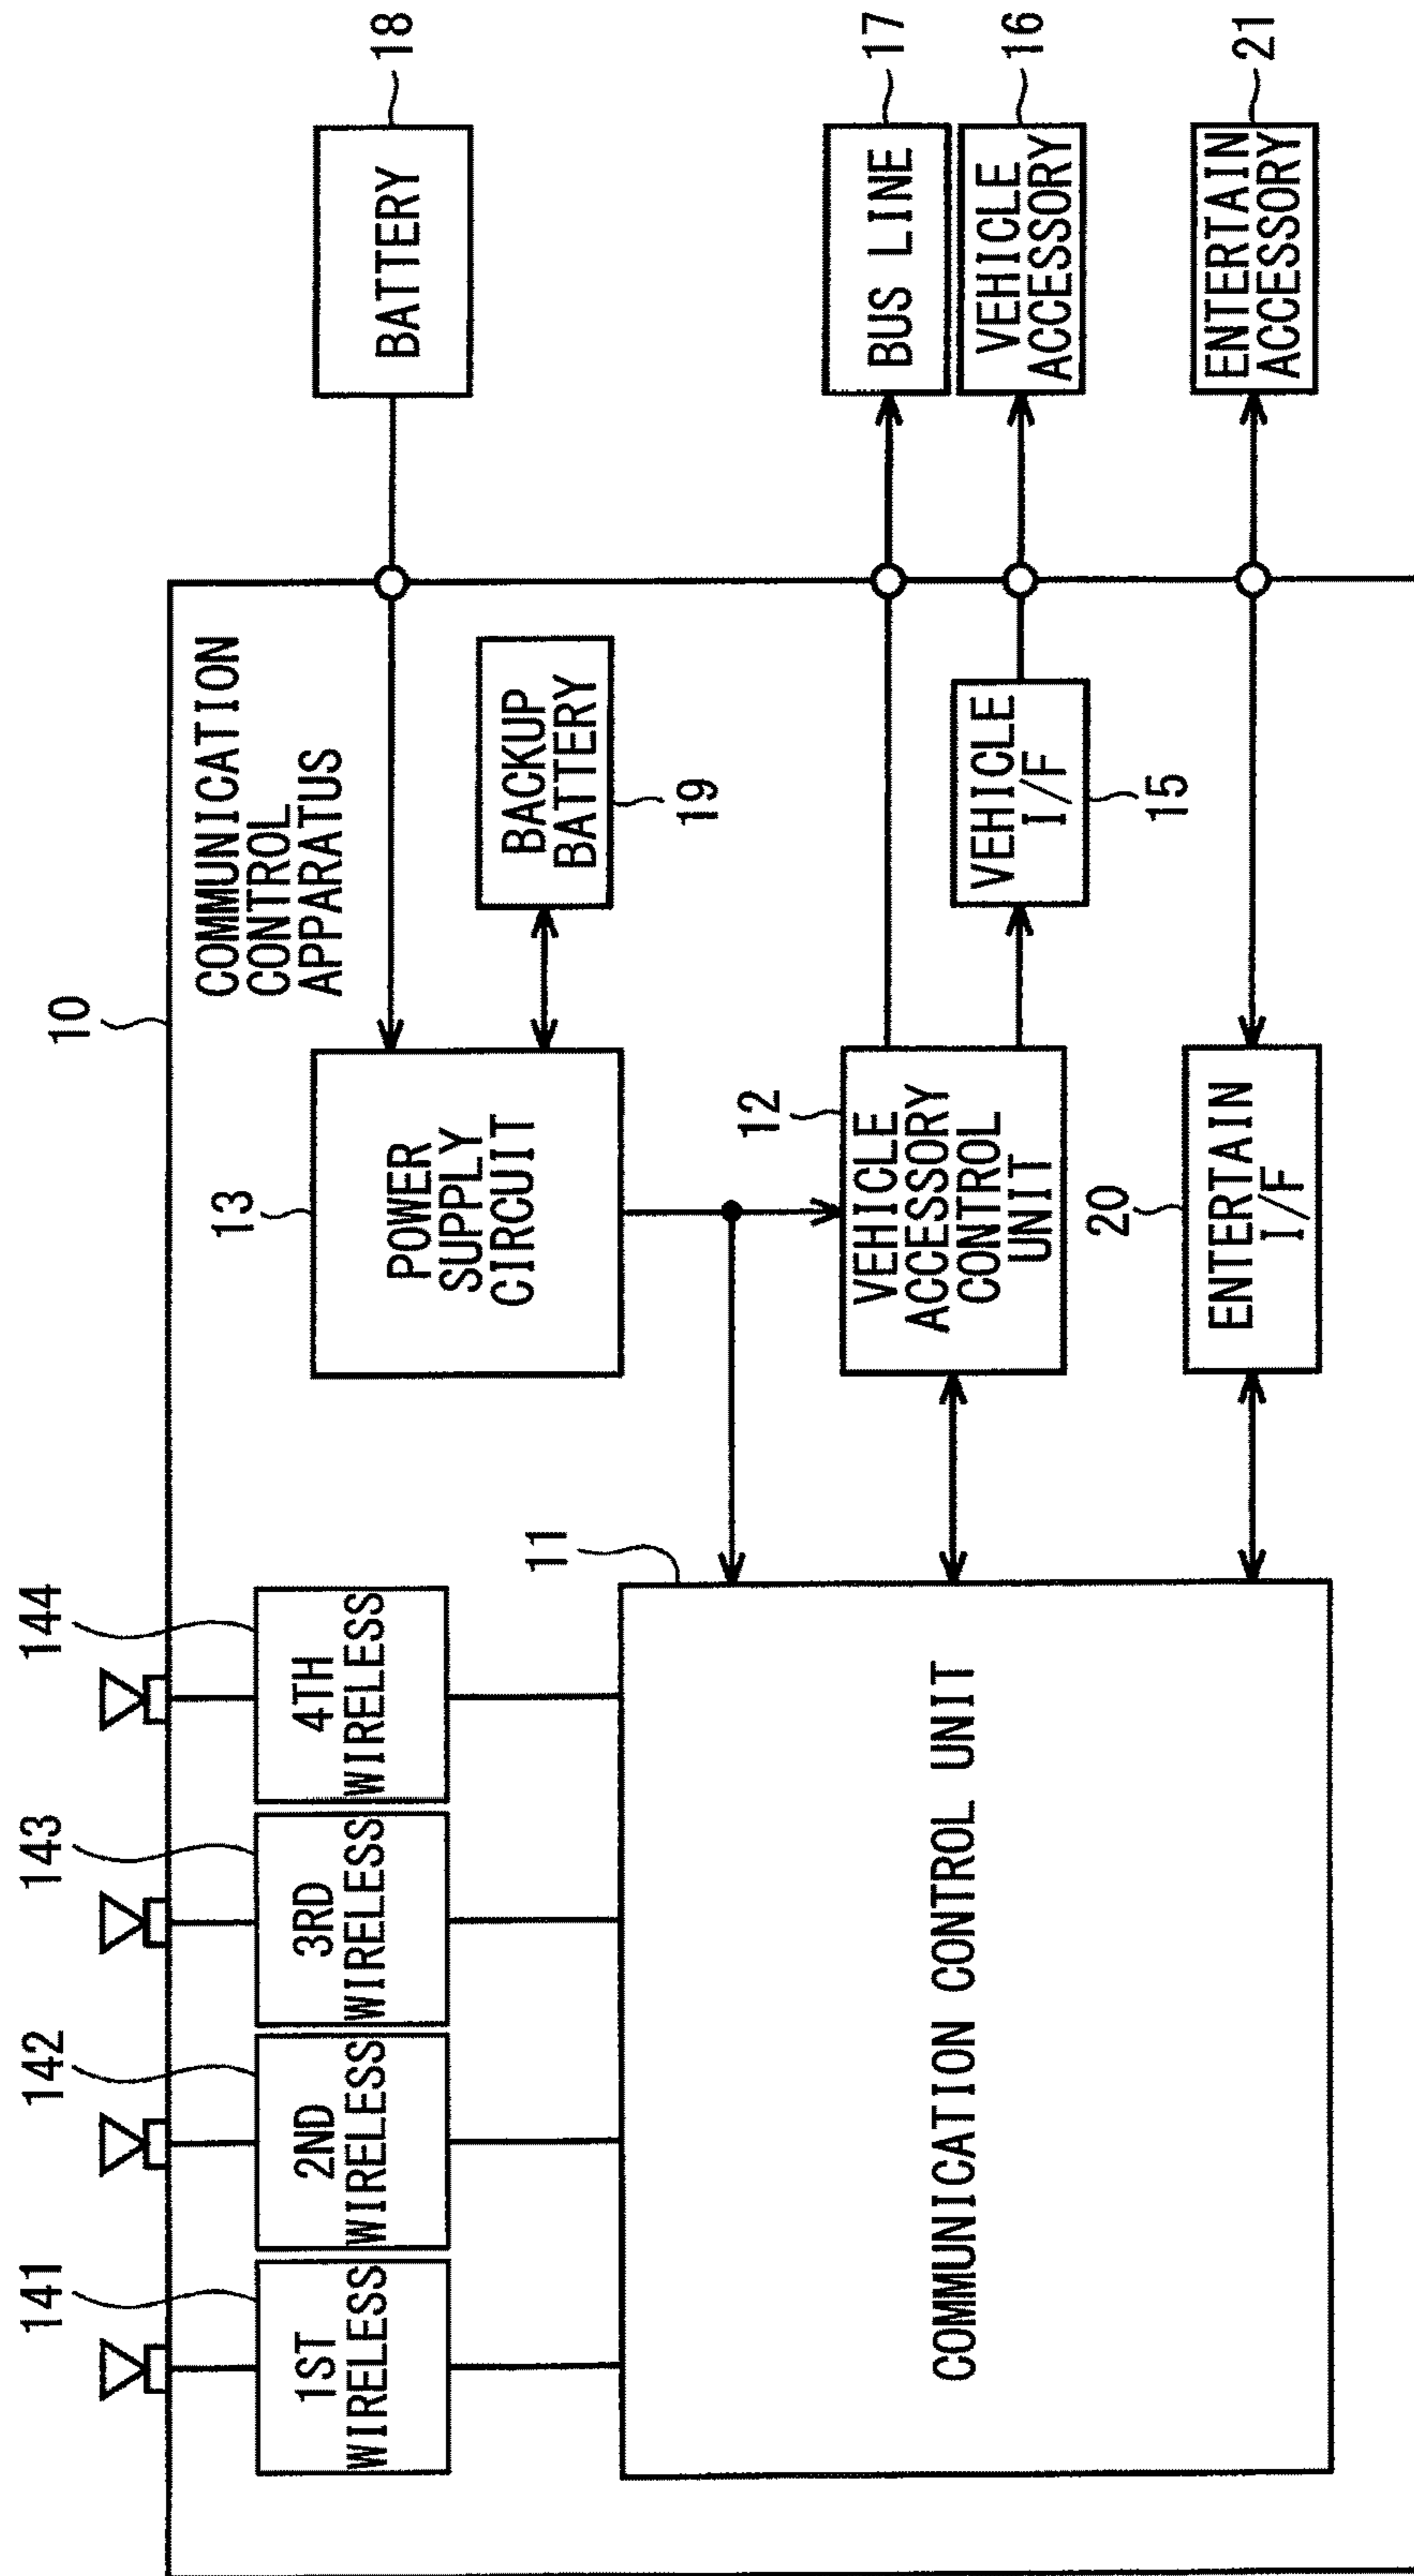 10
COMMUNICATION
CONTROL
APPARATUS
141
142
143
144
1ST
WIRELESS
2ND
WIRELESS
3RD
WIRELESS
4TH
WIRELESS
13
POWER
SUPPLY
CIRCUIT
BACKUP
BATTERY
19
BATTERY
18
11
COMMUNICATION CONTROL UNIT
12
VEHICLE
ACCESSORY
CONTROL
UNIT
VEHICLE
I/F
15
BUS LINE
17
VEHICLE
ACCESSORY
16
20
ENTERTAIN
I/F
ENTERTAIN
ACCESSORY
21